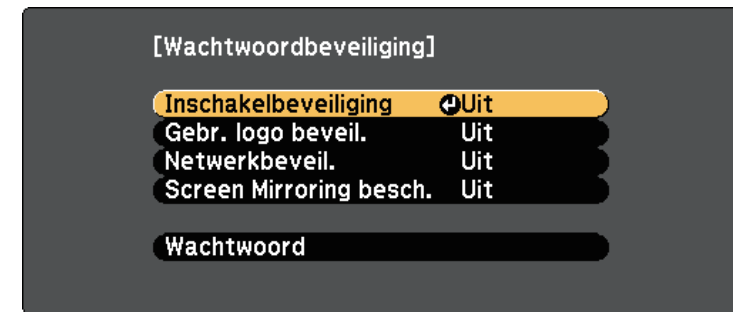 [Wachtwoordbeveiliging]
Inschakelbeveiliging Uit
Gebr. logo beveil. Uit
Netwerkbeveil. Uit
Screen Mirroring besch. Uit
Wachtwoord